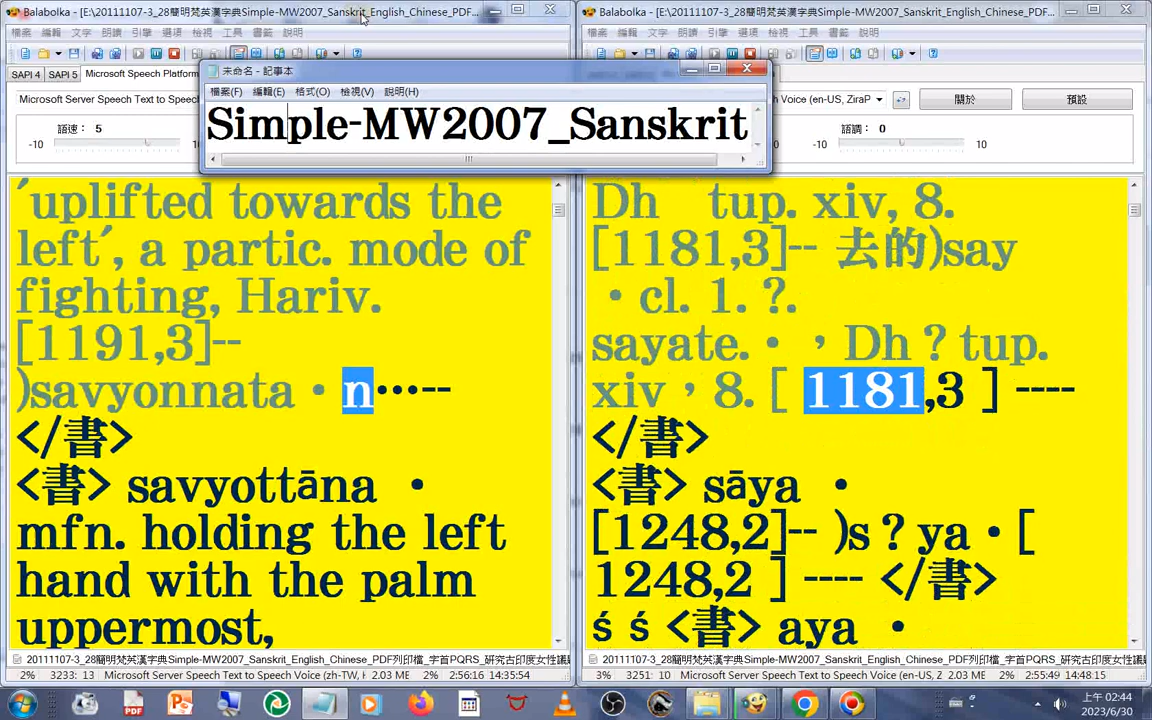 Balabolka - [E:\20111107-3_28簡明梵英漢字典Simple-MW2007_Sanskrit_English_Chinese_PDF...
檔案 編輯 文字 朗讀 引擎 選項 檢視 工具 書籤 說明
SAPI 4 SAPI 5 Microsoft Speech Platform
Microsoft Server Speech Text to Speech
語速: 5
-10
未命名 - 記事本
檔案(F) 編輯(E) 格式(O) 檢視(V) 說明(H)
Simple-MW2007_Sanskrit
'uplifted towards the
left', a partic. mode of
fighting, Hariv.
[1191,3]--
)savyonnata・n…--
</書>
<書> savyottāna ・
mfn. holding the left
hand with the palm
uppermost,
20111107-3_28簡明梵英漢字典Simple-MW2007_Sanskrit_English_Chinese_PDF列印檔_字首PQRS_研究古印度女性議
2% 3233: 13 Microsoft Server Speech Text to Speech Voice (zh-TW, H 2.03 MB 2% 2:56:16 14:35:54
Balabolka - [E:\20111107-3_28簡明梵英漢字典Simple-MW2007_Sanskrit_English_Chinese_PDF...
檔案 編輯 文字 朗讀 引擎 選項 檢視 工具 書籤 說明
Voice (en-US, ZiraP 關於 預設
語調: 0
-10 10
Dh tup. xiv, 8.
[1181,3]-- 去的)say
・cl. 1. ?.
sayate.・，Dh？tup.
xiv，8. [ 1181,3 ] ----
</書>
<書> sāya ・
[1248,2]-- )s？ya・[
1248,2 ] ---- </書>
ś ś <書> aya ・
20111107-3_28簡明梵英漢字典Simple-MW2007_Sanskrit_English_Chinese_PDF列印檔_字首PQRS_研究古印度女性議題
3% 3251: 10 Microsoft Server Speech Text to Speech Voice (en-US, Z 2.03 MB 2% 2:54:49 14:48:15
上午 02:44
2023/6/30